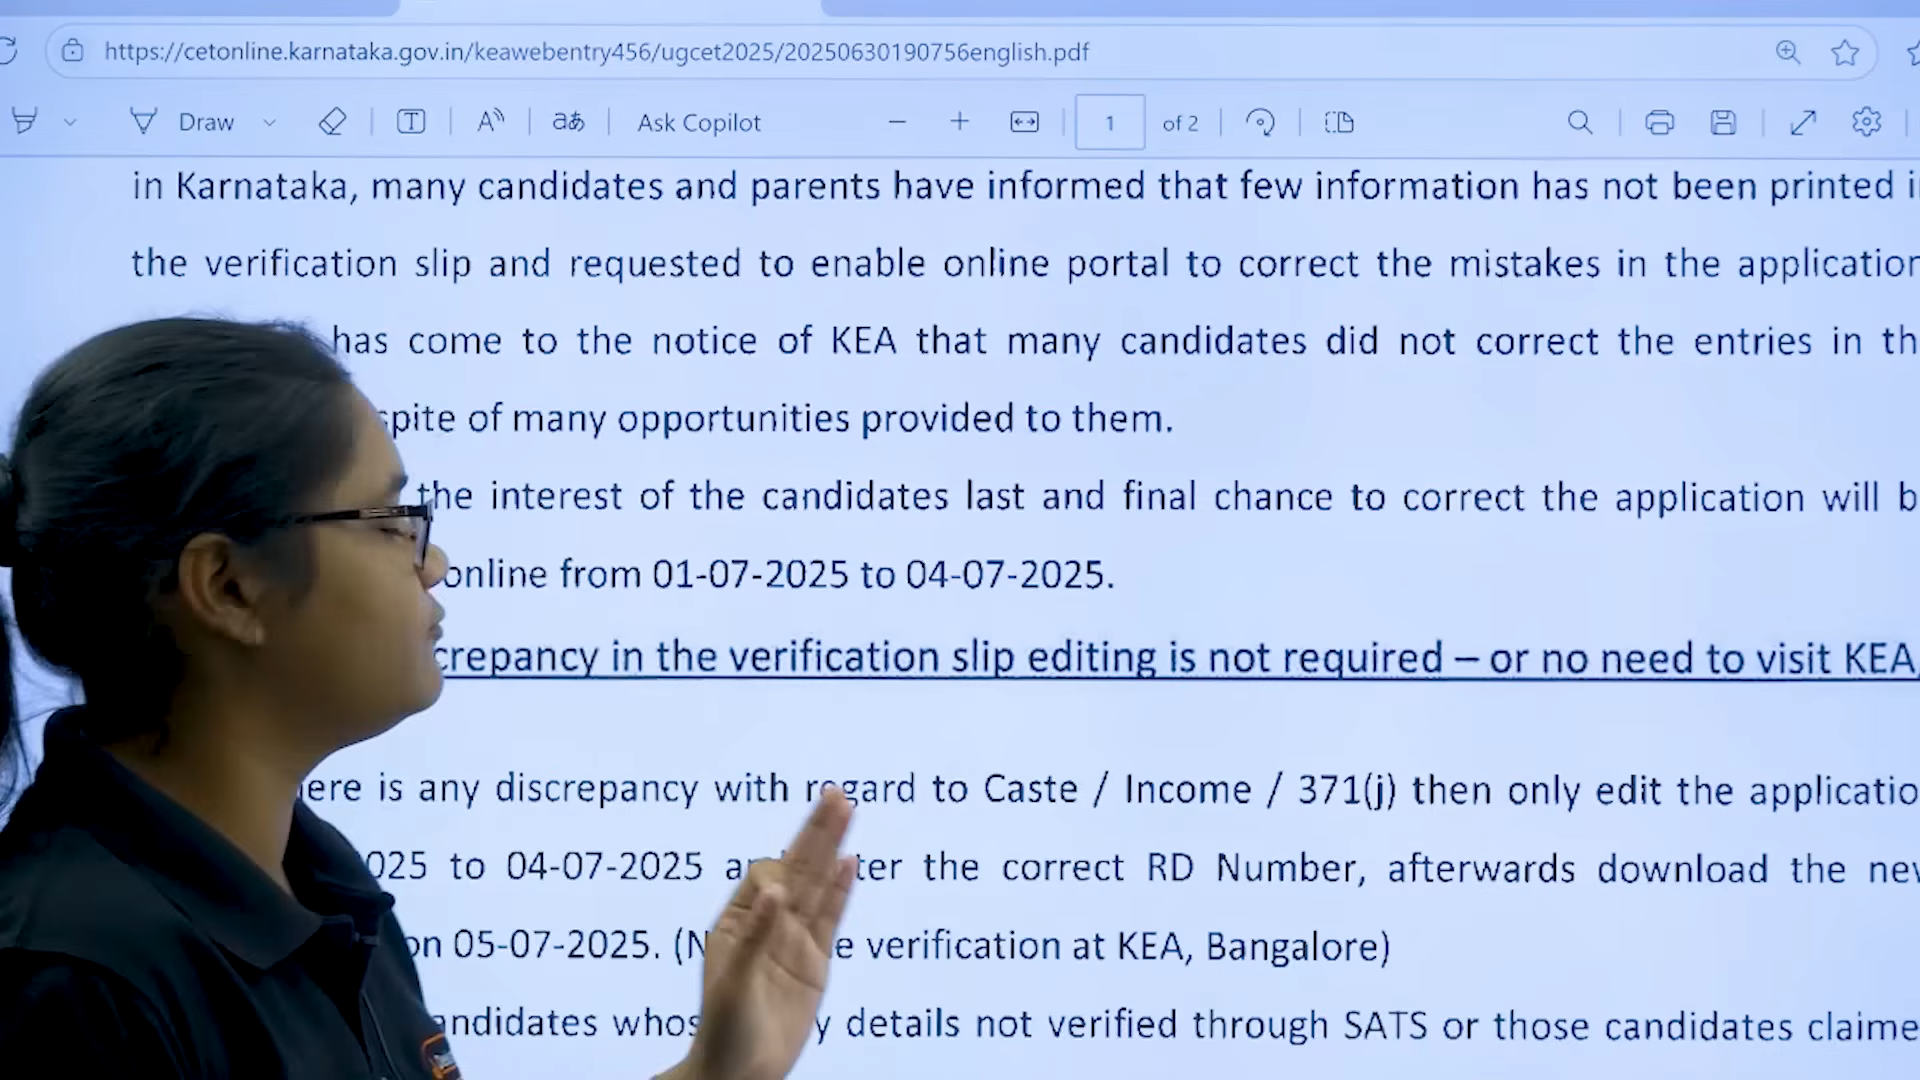 https://cetonline.karnataka.gov.in/keawebentry456/ugcet2025/20250630190756english.pdf
Draw Ask Copilot 1 of 2
in Karnataka, many candidates and parents have informed that few information has not been printed
the verification slip and requested to enable online portal to correct the mistakes in the application
has come to the notice of KEA that many candidates did not correct the entries in
spite of many opportunities provided to them.
the interest of the candidates last and final chance to correct the application will
online from 01-07-2025 to 04-07-2025.
crepancy in the verification slip editing is not required – or no need to visit KEA,
ere is any discrepancy with regard to Caste / Income / 371(j) then only edit the applicatio
025 to 04-07-2025 ter the correct RD Number, afterwards download the
on 05-07-2025. (N e verification at KEA, Bangalore)
andidates whos y details not verified through SATS or those candidates claime